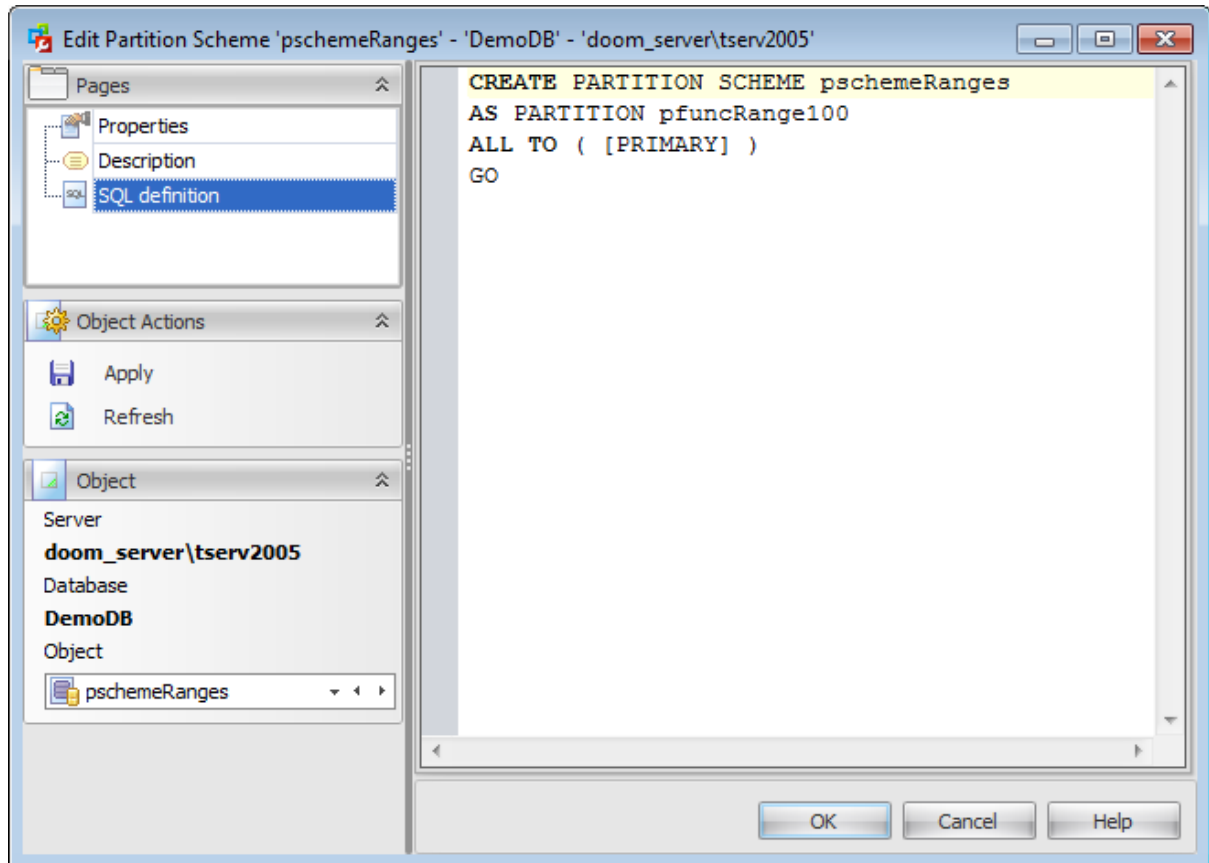 Edit Partition Scheme 'pschemeRanges' - 'DemoDB' - 'doom_server\tserv2005'
Pages
Properties
Description
SQL
SQL definition
Object Actions
Apply
Refresh
Object
Server
doom_server\tserv2005
Database
DemoDB
Object
pschemeRanges
CREATE PARTITION SCHEME pschemeRanges
AS PARTITION pfuncRange100
ALL TO ( [PRIMARY] )
GO
OK
Cancel
Help